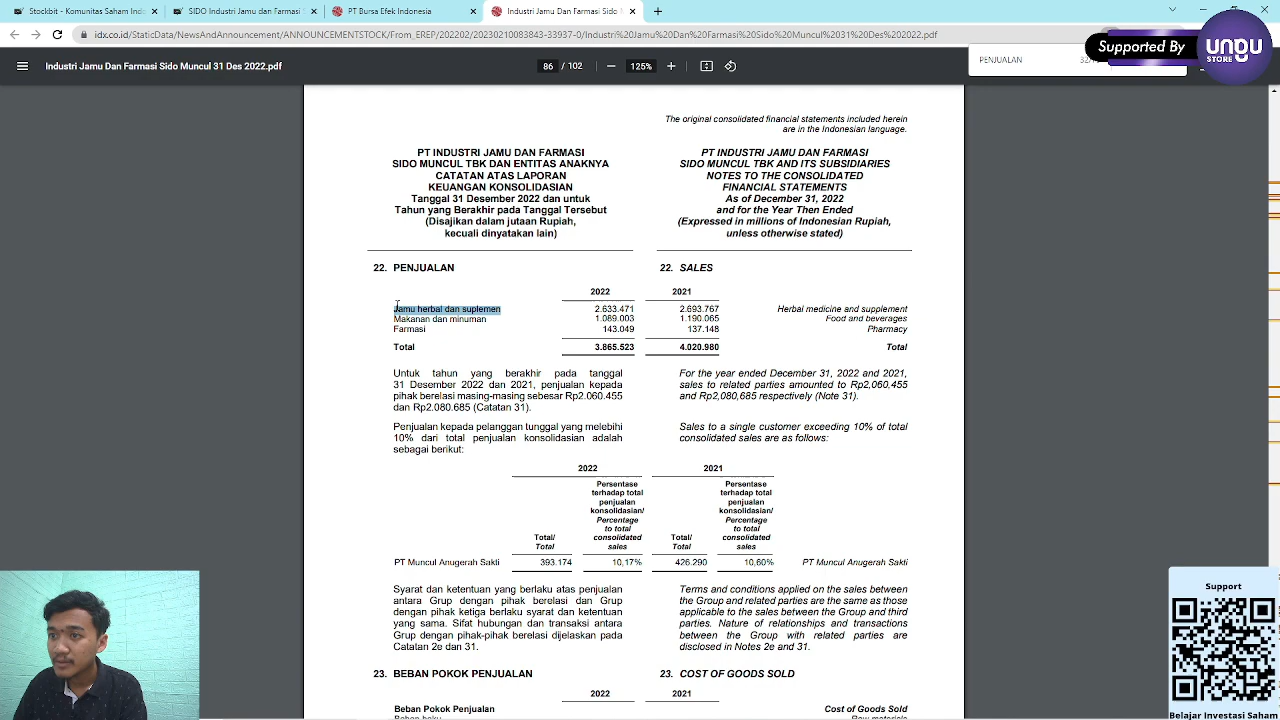 Stockbit - Komunitas Saham Indo
SIDO Industri Jamu dan Farmasi
PT Bursa Efek Indonesia
Industri Jamu Dan Farmasi Sido
idx.co.id/StaticData/NewsAndAnnouncement/ANNOUNCEMENTSTOCK/From_EREP/202302/
Industri Jamu Dan Farmasi Sido Muncul 31 Des 2022.pdf
86 / 102
125%
PENJUALAN
Supported By
UNDU
STORE
The original consolidated financial statements included herein
are in the Indonesian language.
PT INDUSTRI JAMU DAN FARMASI
SIDO MUNCUL TBK DAN ENTITAS ANAKNYA
CATATAN ATAS LAPORAN
KEUANGAN KONSOLIDASIAN
Tanggal 31 Desember 2022 dan untuk
Tahun yang Berakhir pada Tanggal Tersebut
(Disajikan dalam jutaan Rupiah,
kecuali dinyatakan lain)
PT INDUSTRI JAMU DAN FARMASI
SIDO MUNCUL TBK AND ITS SUBSIDIARIES
NOTES TO THE CONSOLIDATED
FINANCIAL STATEMENTS
As of December 31, 2022
and for the Year Then Ended
(Expressed in millions of Indonesian Rupiah,
unless otherwise stated)
22. PENJUALAN 22. SALES
2022 2021
Jamu herbal dan suplemen 2.633.471 2.693.767 Herbal medicine and supplement
Makanan dan minuman 1.089.003 1.190.065 Food and beverages
Farmasi 143.049 137.148 Pharmacy
Total 3.865.523 4.020.980 Total
Untuk tahun yang berakhir pada tanggal
31 Desember 2022 dan 2021, penjualan kepada
pihak berelasi masing-masing sebesar Rp2.060.455
dan Rp2.080.685 (Catatan 31).
For the year ended December 31, 2022 and 2021,
sales to related parties amounted to Rp2,060,455
and Rp2,080,685 respectively (Note 31).
Penjualan kepada pelanggan tunggal yang melebihi
10% dari total penjualan konsolidasian adalah
sebagai berikut:
Sales to a single customer exceeding 10% of total
consolidated sales are as follows:
2022 2021
Total/
Total
Persentase
terhadap total
penjualan
konsolidasian/
Percentage
to total
consolidated
sales
Total/
Total
Persentase
terhadap total
penjualan
konsolidasian/
Percentage
to total
consolidated
sales
PT Muncul Anugerah Sakti 393.174 10,17% 426.290 10,60% PT Muncul Anugerah Sakti
Syarat dan ketentuan yang berlaku atas penjualan
antara Grup dengan pihak berelasi dan Grup
dengan pihak ketiga berlaku syarat dan ketentuan
yang sama. Sifat hubungan dan transaksi antara
Grup dengan pihak-pihak berelasi dijelaskan pada
Catatan 2e dan 31.
Terms and conditions applied on the sales between
the Group and related parties are the same as those
applicable to the sales between the Group and third
parties. Nature of relationships and transactions
between the Group with related parties are
disclosed in Notes 2e and 31.
23. BEBAN POKOK PENJUALAN 23. COST OF GOODS SOLD
2022 2021
Beban Pokok Penjualan Cost of Goods Sold
Support
Belajar Investasi Saham